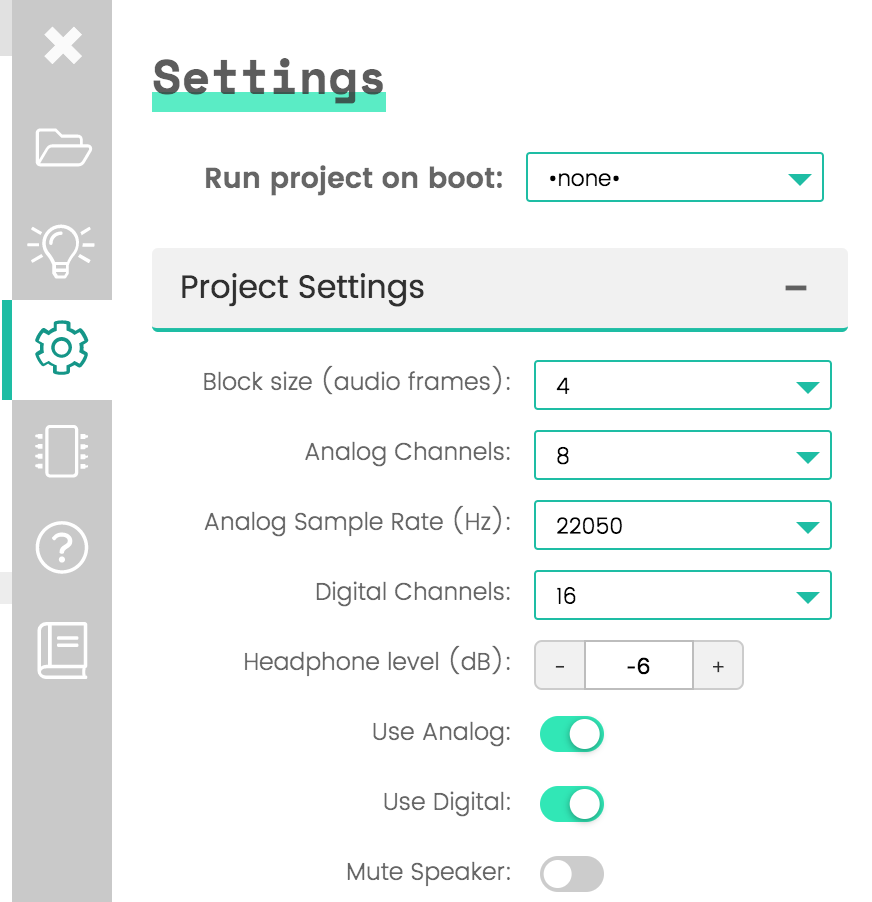 Settings
Run project on boot: •none•
Project Settings −
Block size (audio frames): 4
Analog Channels: 8
Analog Sample Rate (Hz): 22050
Digital Channels: 16
Headphone level (dB): - -6 +
Use Analog:
Use Digital:
Mute Speaker: